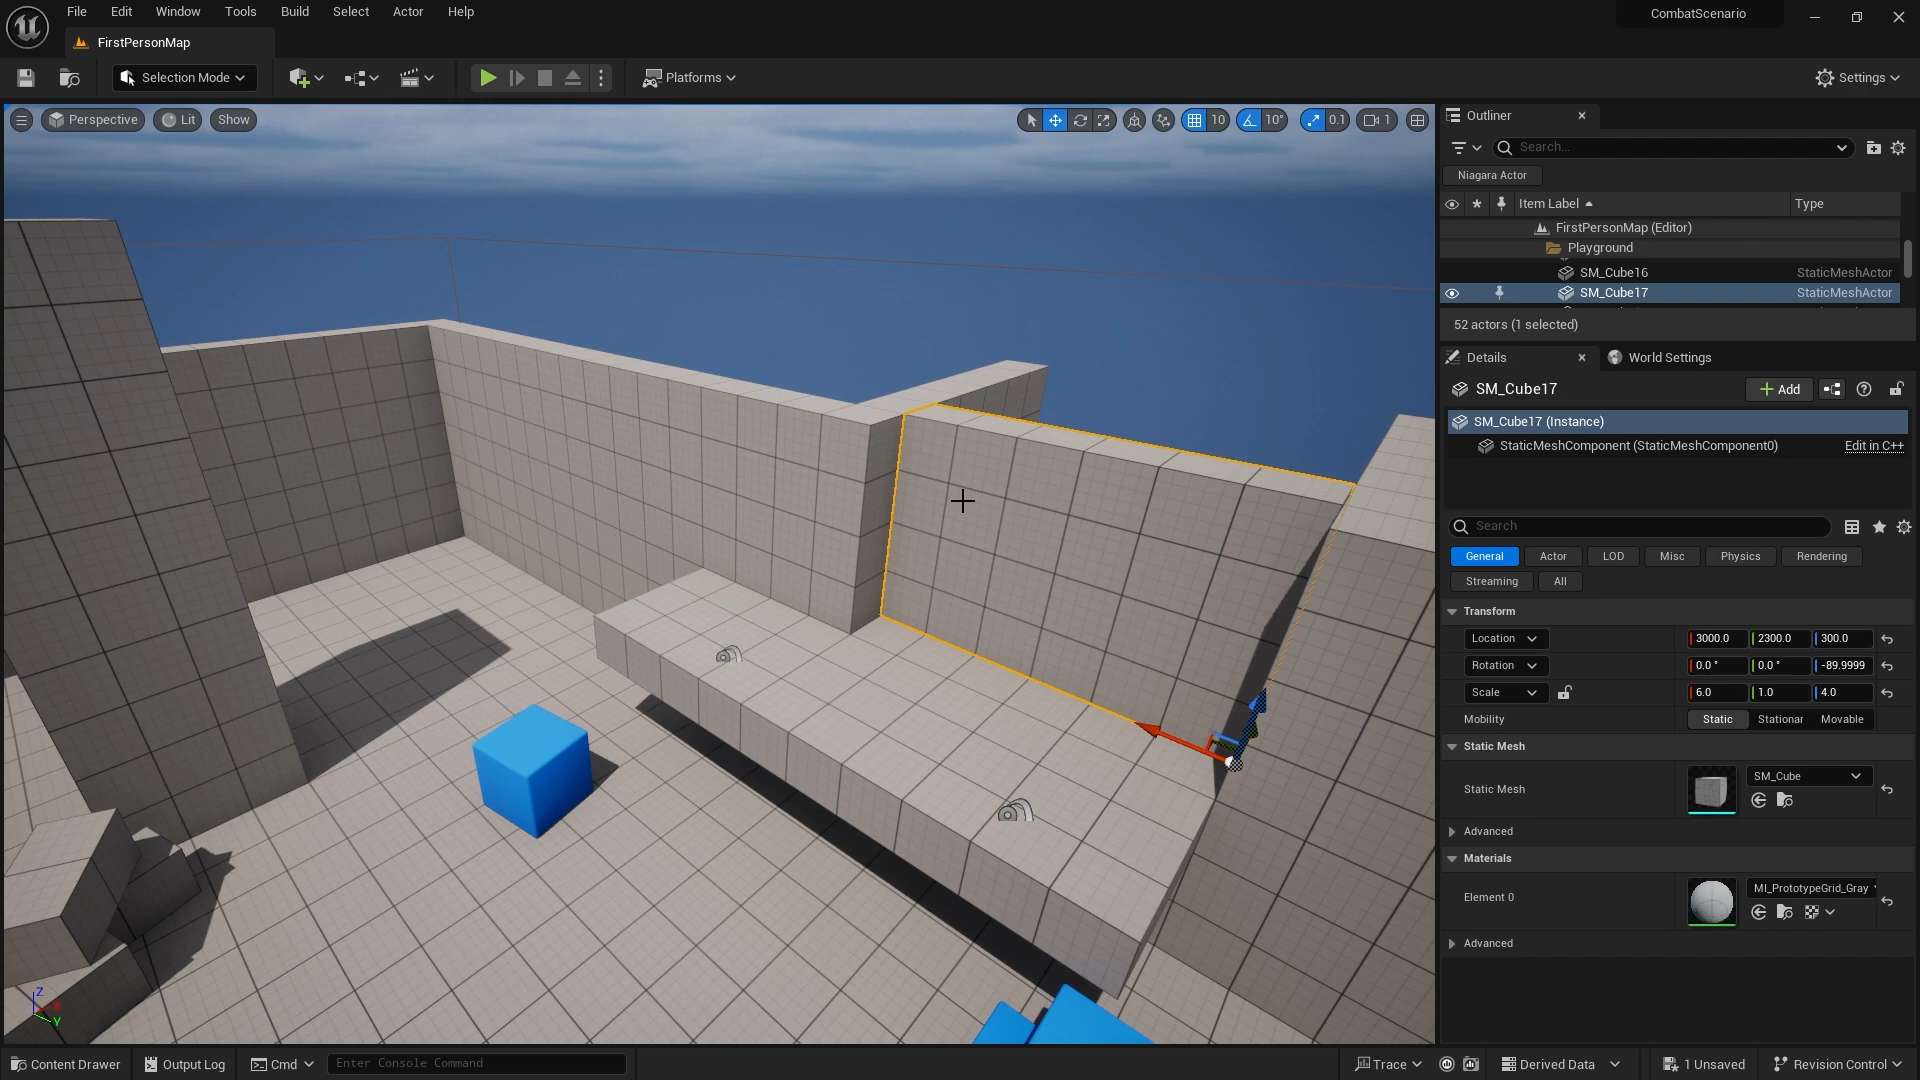 File Edit Window Tools Build Select Actor Help
CombatScenario
FirstPersonMap
Selection Mode
Platforms
Settings
Perspective Lit Show
10 10° 0.1 1
Outliner
Search...
Niagara Actor
Item Label Type
FirstPersonMap (Editor)
Playground
SM_Cube16 StaticMeshActor
SM_Cube17 StaticMeshActor
52 actors (1 selected)
Details World Settings
SM_Cube17 Add
SM_Cube17 (Instance)
StaticMeshComponent (StaticMeshComponent0) Edit in C++
Search
General Actor LOD Misc Physics Rendering
Streaming All
Transform
Location 3000.0 2300.0 300.0
Rotation 0.0 ° 0.0 ° -89.9999
Scale 6.0 1.0 4.0
Mobility Static Stationar Movable
Static Mesh
SM_Cube
Static Mesh
Advanced
Materials
MI_PrototypeGrid_Gray
Element 0
Advanced
Z
X
Y
Content Drawer Output Log Cmd Enter Console Command Trace Derived Data 1 Unsaved Revision Control